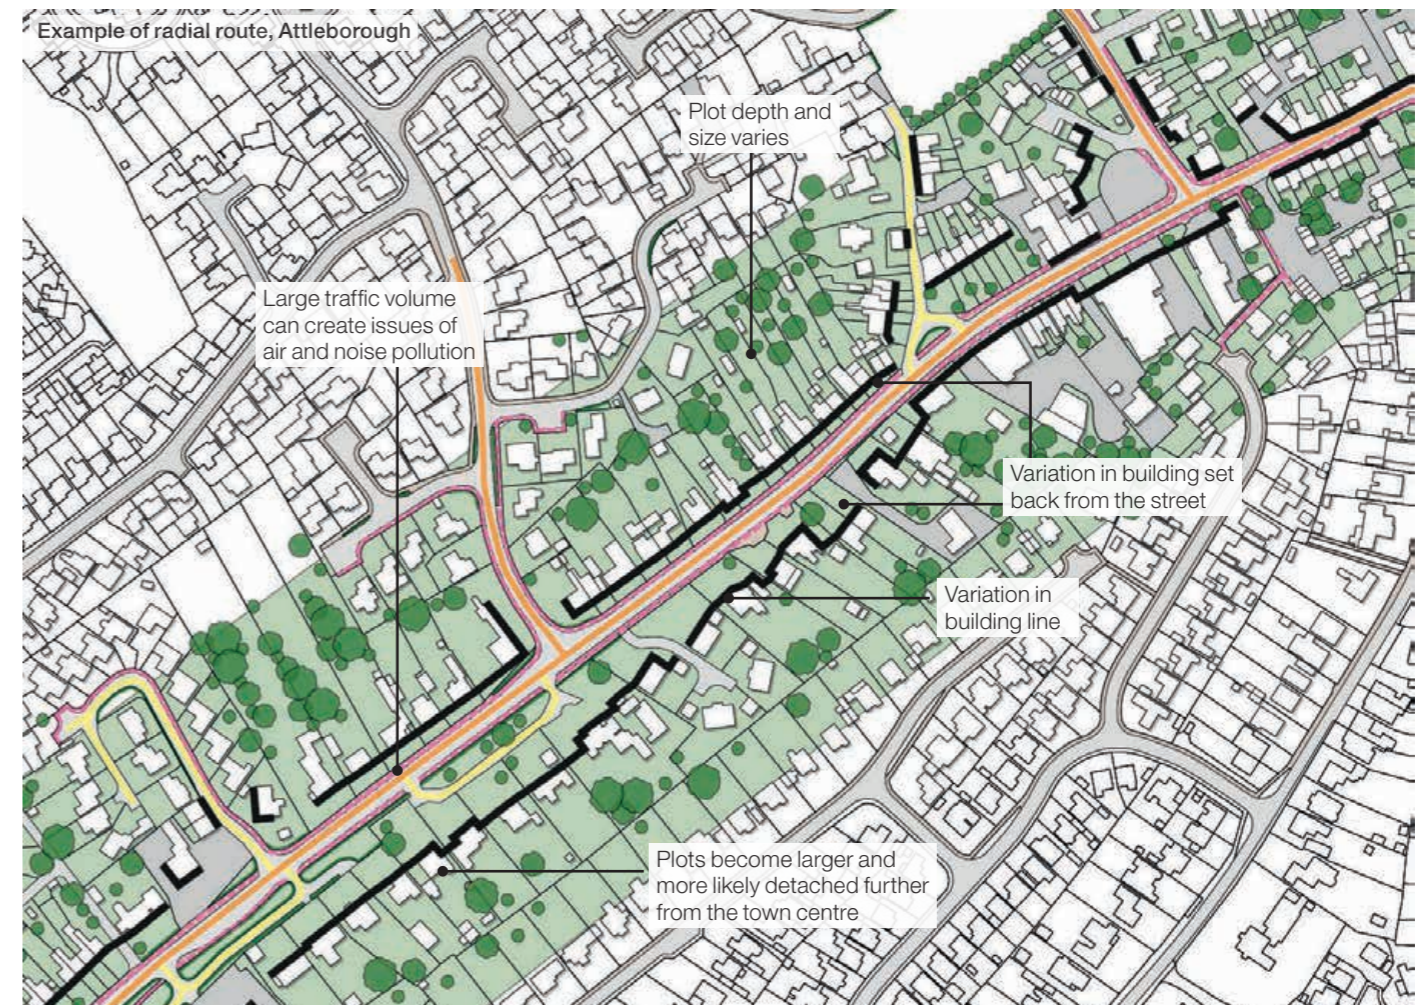 Example of radial route, Attleborough
Plot depth and
size varies
Large traffic volume
can create issues of
air and noise pollution
Variation in building set
back from the street
Variation in
building line
Plots become larger and
more likely detached further
from the town centre